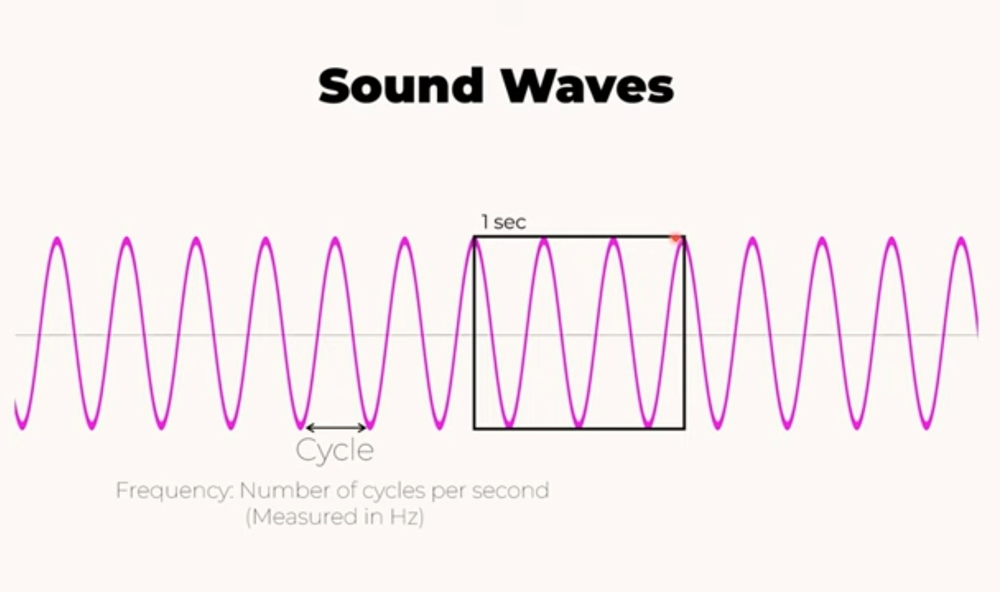 Sound Waves
1 sec
Cycle
Frequency: Number of cycles per second
(Measured in Hz)